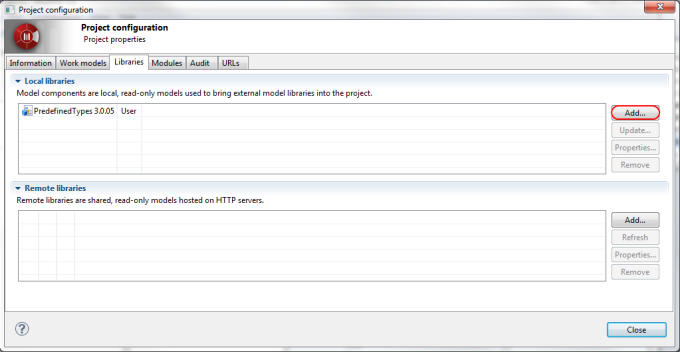 Project configuration
Project configuration
Project properties
Information Work models Libraries Modules Audit URLs
Local libraries
Model components are local, read-only models used to bring external model libraries into the project.
PredefinedTypes 3.0.05 User
Add...
Update...
Properties...
Remove
Remote libraries
Remote libraries are shared, read-only models hosted on HTTP servers.
Add...
Refresh
Properties...
Remove
Close